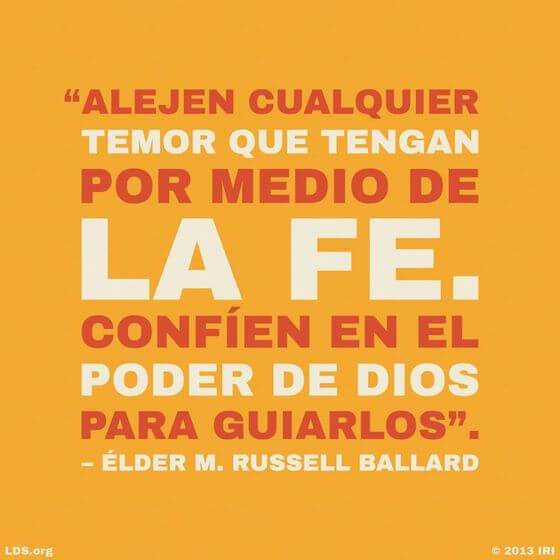 “ALEJEN CUALQUIER
TEMOR QUE TENGAN
POR MEDIO DE
LA FE.
CONFÍEN EN EL
PODER DE DIOS
PARA GUIARLOS”.
– ÉLDER M. RUSSELL BALLARD
LDS.org
© 2013 IRI